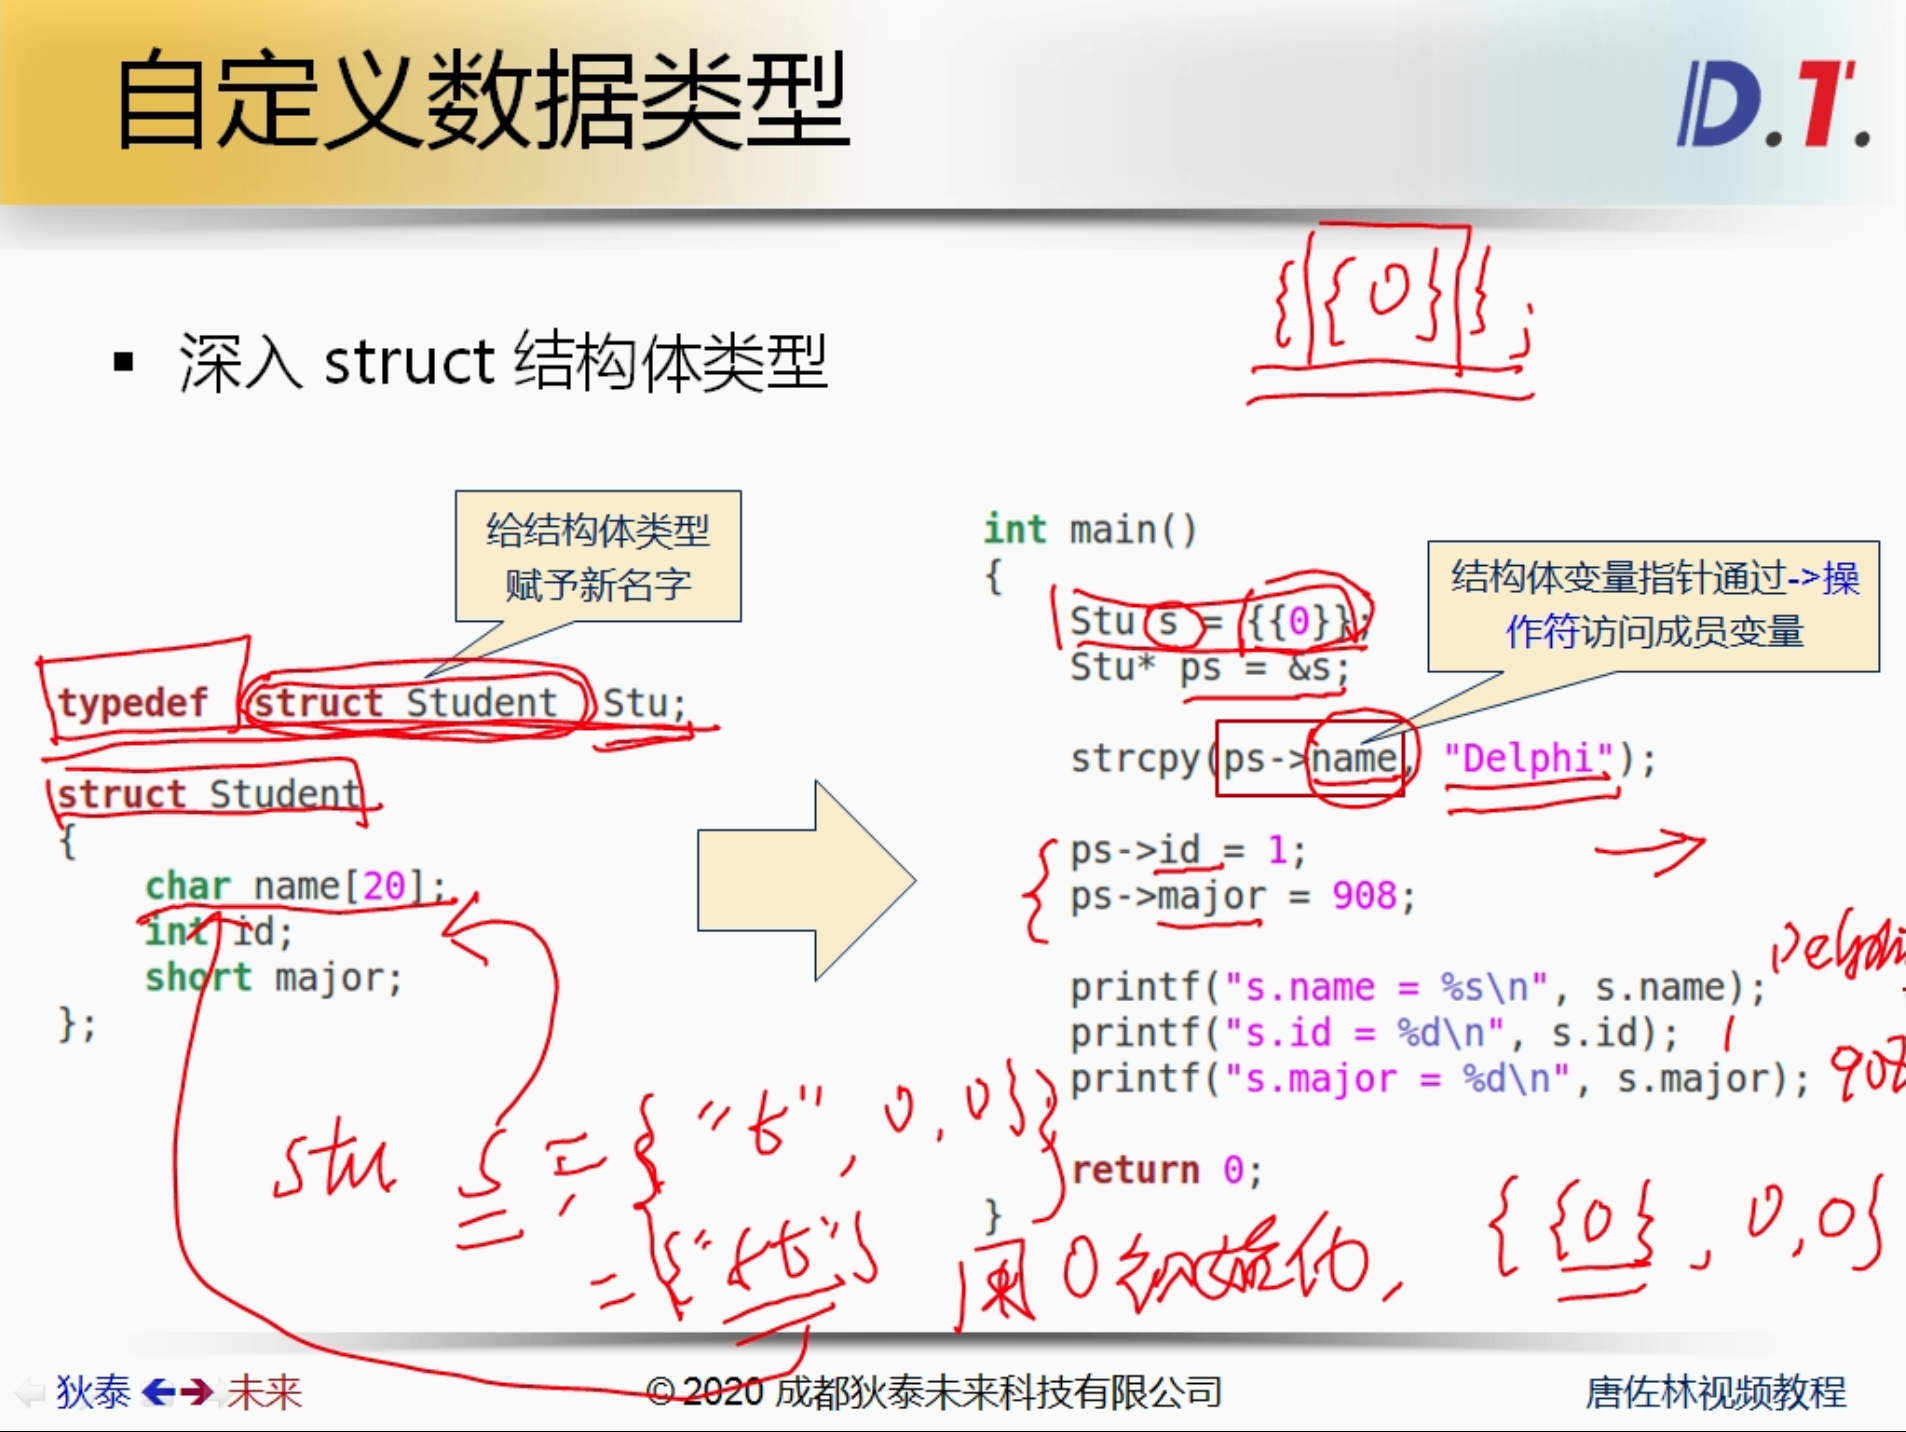 自定义数据类型
D.T.
{{0}};
▪ 深入 struct 结构体类型
给结构体类型
赋予新名字
typedef struct Student Stu;
struct Student
{
char name[20];
int id;
short major;
};
int main()
{
Stu s = {{0}};
Stu* ps = &s;
结构体变量指针通过->操
作符访问成员变量
strcpy(ps->name, "Delphi");
ps->id = 1;
ps->major = 908;
printf("s.name = %s\n", s.name);
printf("s.id = %d\n", s.id); 1
printf("s.major = %d\n", s.major); 908
return 0;
}
Stu s = {"t", 0, 0}
用0初始化, {{0}, 0, 0}
狄泰 未来
© 2020 成都狄泰未来科技有限公司
唐佐林视频教程